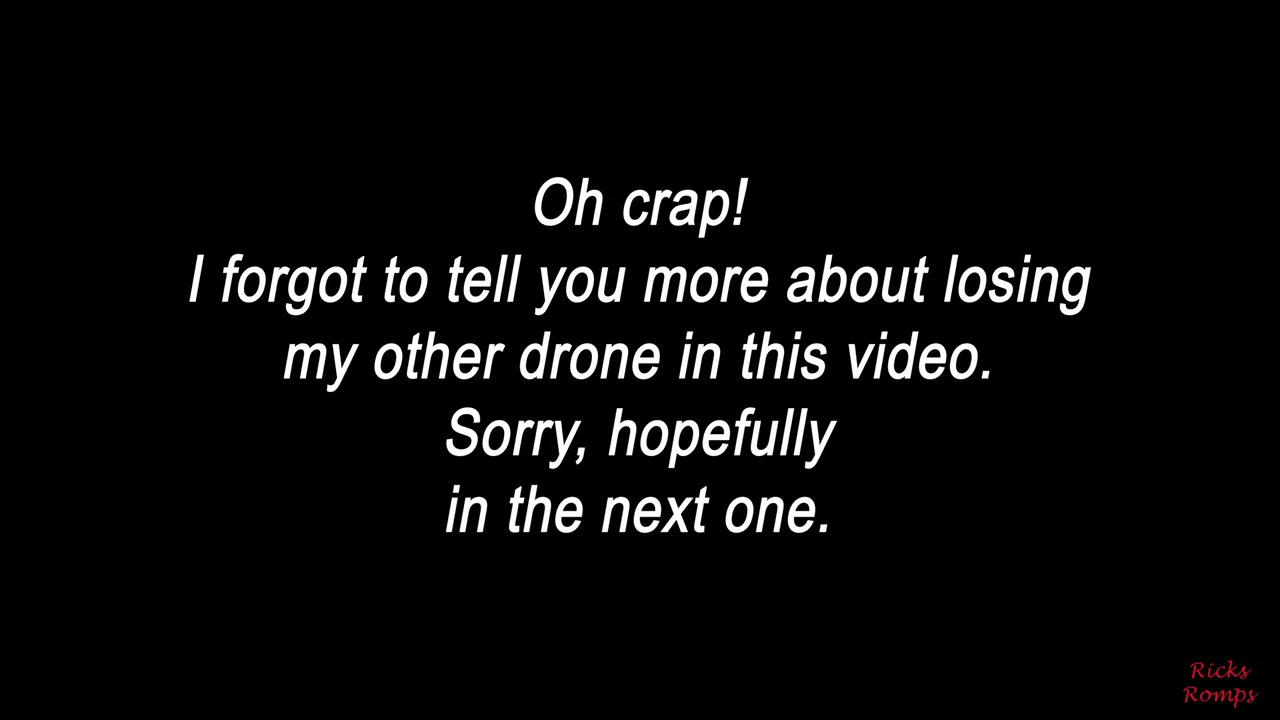 Oh crap!
I forgot to tell you more about losing
my other drone in this video.
Sorry, hopefully
in the next one.
Ricks
Romps